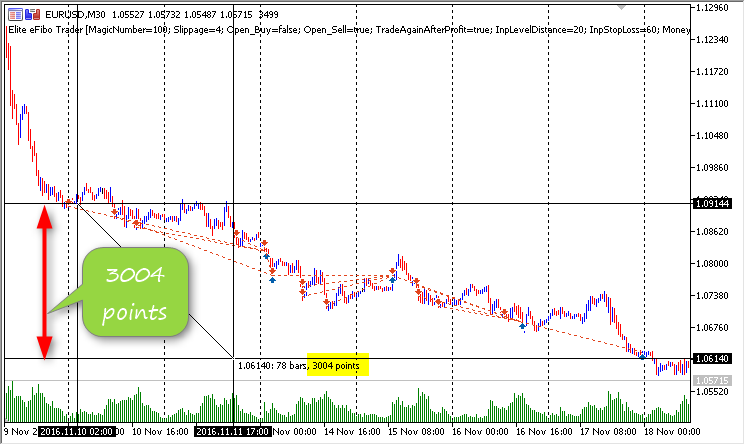 EURUSD,M30 1.05527 1.05732 1.05487 1.05715 3499
Elite eFibo Trader [MagicNumber=100; Slippage=4; Open_Buy=false; Open_Sell=true; TradeAgainAfterProfit=true; InpLevelDistance=20; InpStopLoss=60; Money
1.12960
1.12340
1.11720
1.11100
1.10480
1.09860
1.09144
1.08620
1.08000
1.07380
1.06760
1.06140
1.05715
1.05520
3004
points
1.06140: 78 bars, 3004 points
9 Nov 2
2016.11.10 02:00
:00
10 Nov 16:00
2016.11.11 17:00
Nov 00:00
14 Nov 16:00
15 Nov 08:00
16 Nov 00:00
16 Nov 16:00
17 Nov 08:00
18 Nov 00:00